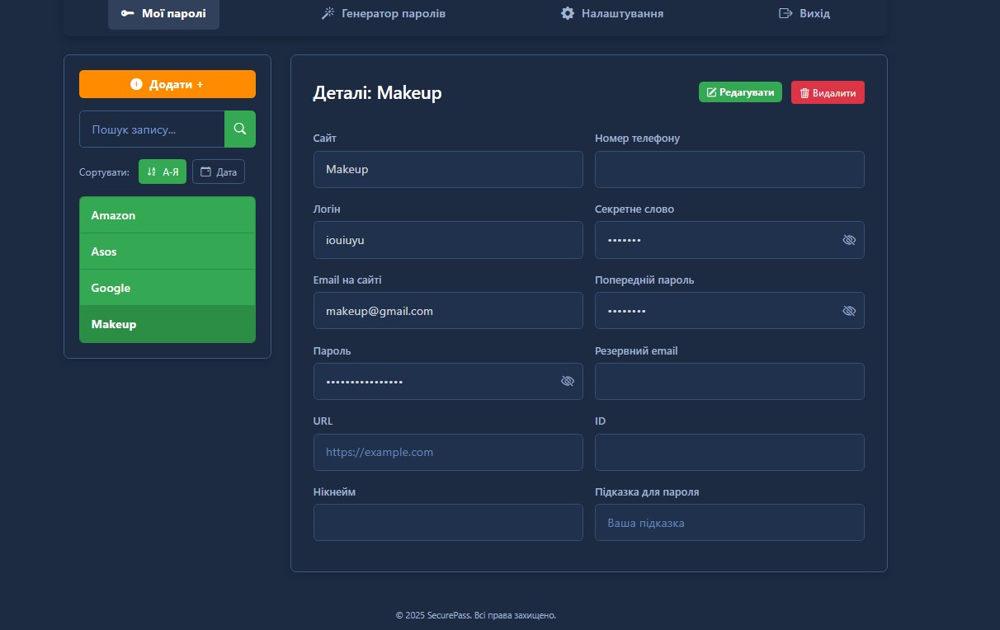 Мої паролі
Генератор паролів
Налаштування
Вихід
Додати +
Пошук запису...
Сортувати: А-Я Дата
Amazon
Asos
Google
Makeup
Деталі: Makeup
Редагувати
Видалити
Сайт
Makeup
Номер телефону
Логін
iouiuyu
Секретне слово
•••••••
Email на сайті
makeup@gmail.com
Попередній пароль
••••••••
Пароль
••••••••••••••••
Резервний email
URL
https://example.com
ID
Нікнейм
Підказка для пароля
Ваша підказка
© 2025 SecurePass. Всі права захищено.